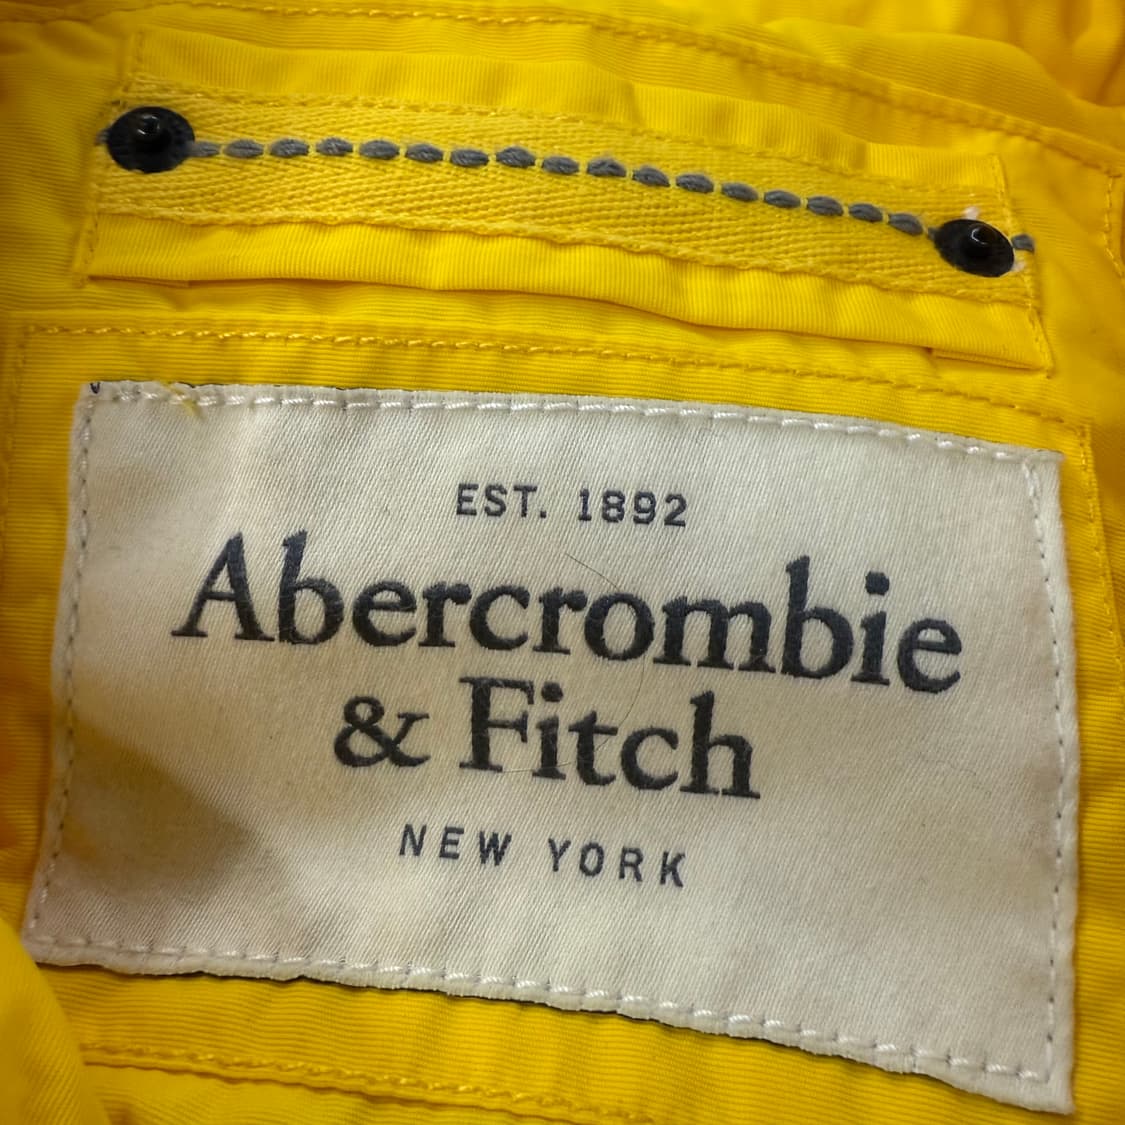 EST. 1892
Abercrombie
& Fitch
NEW YORK